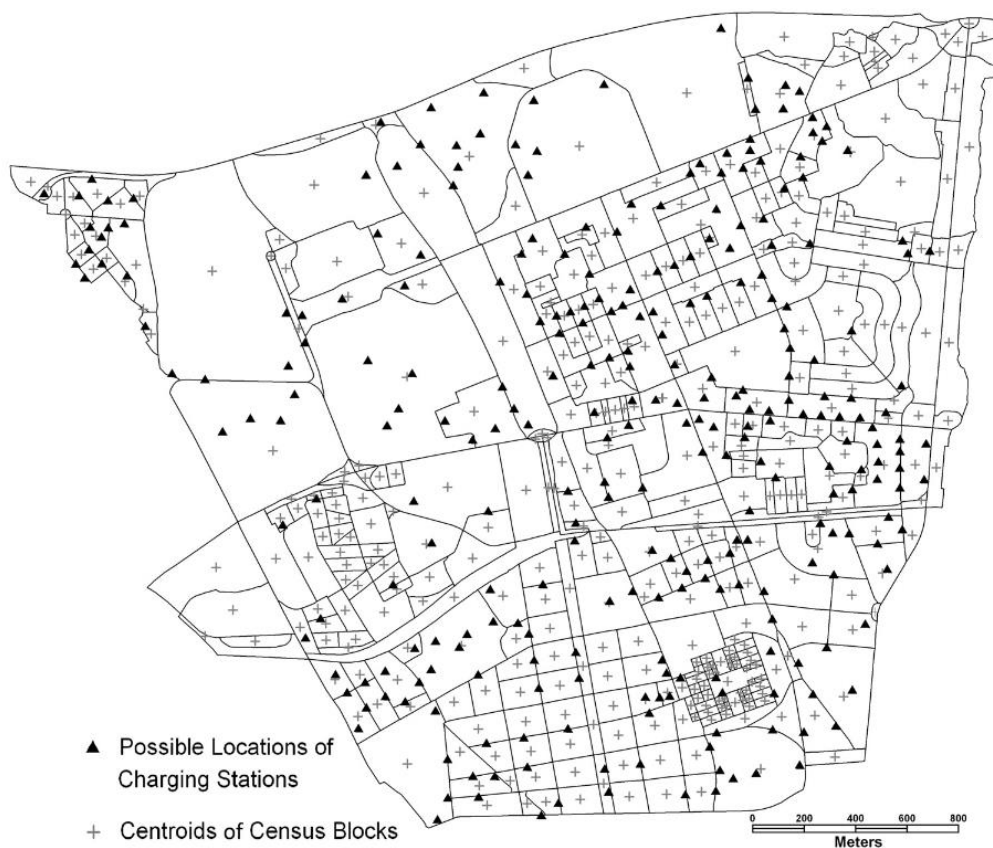 Possible Locations of
Charging Stations
Centroids of Census Blocks
0 200 400 600 800
Meters